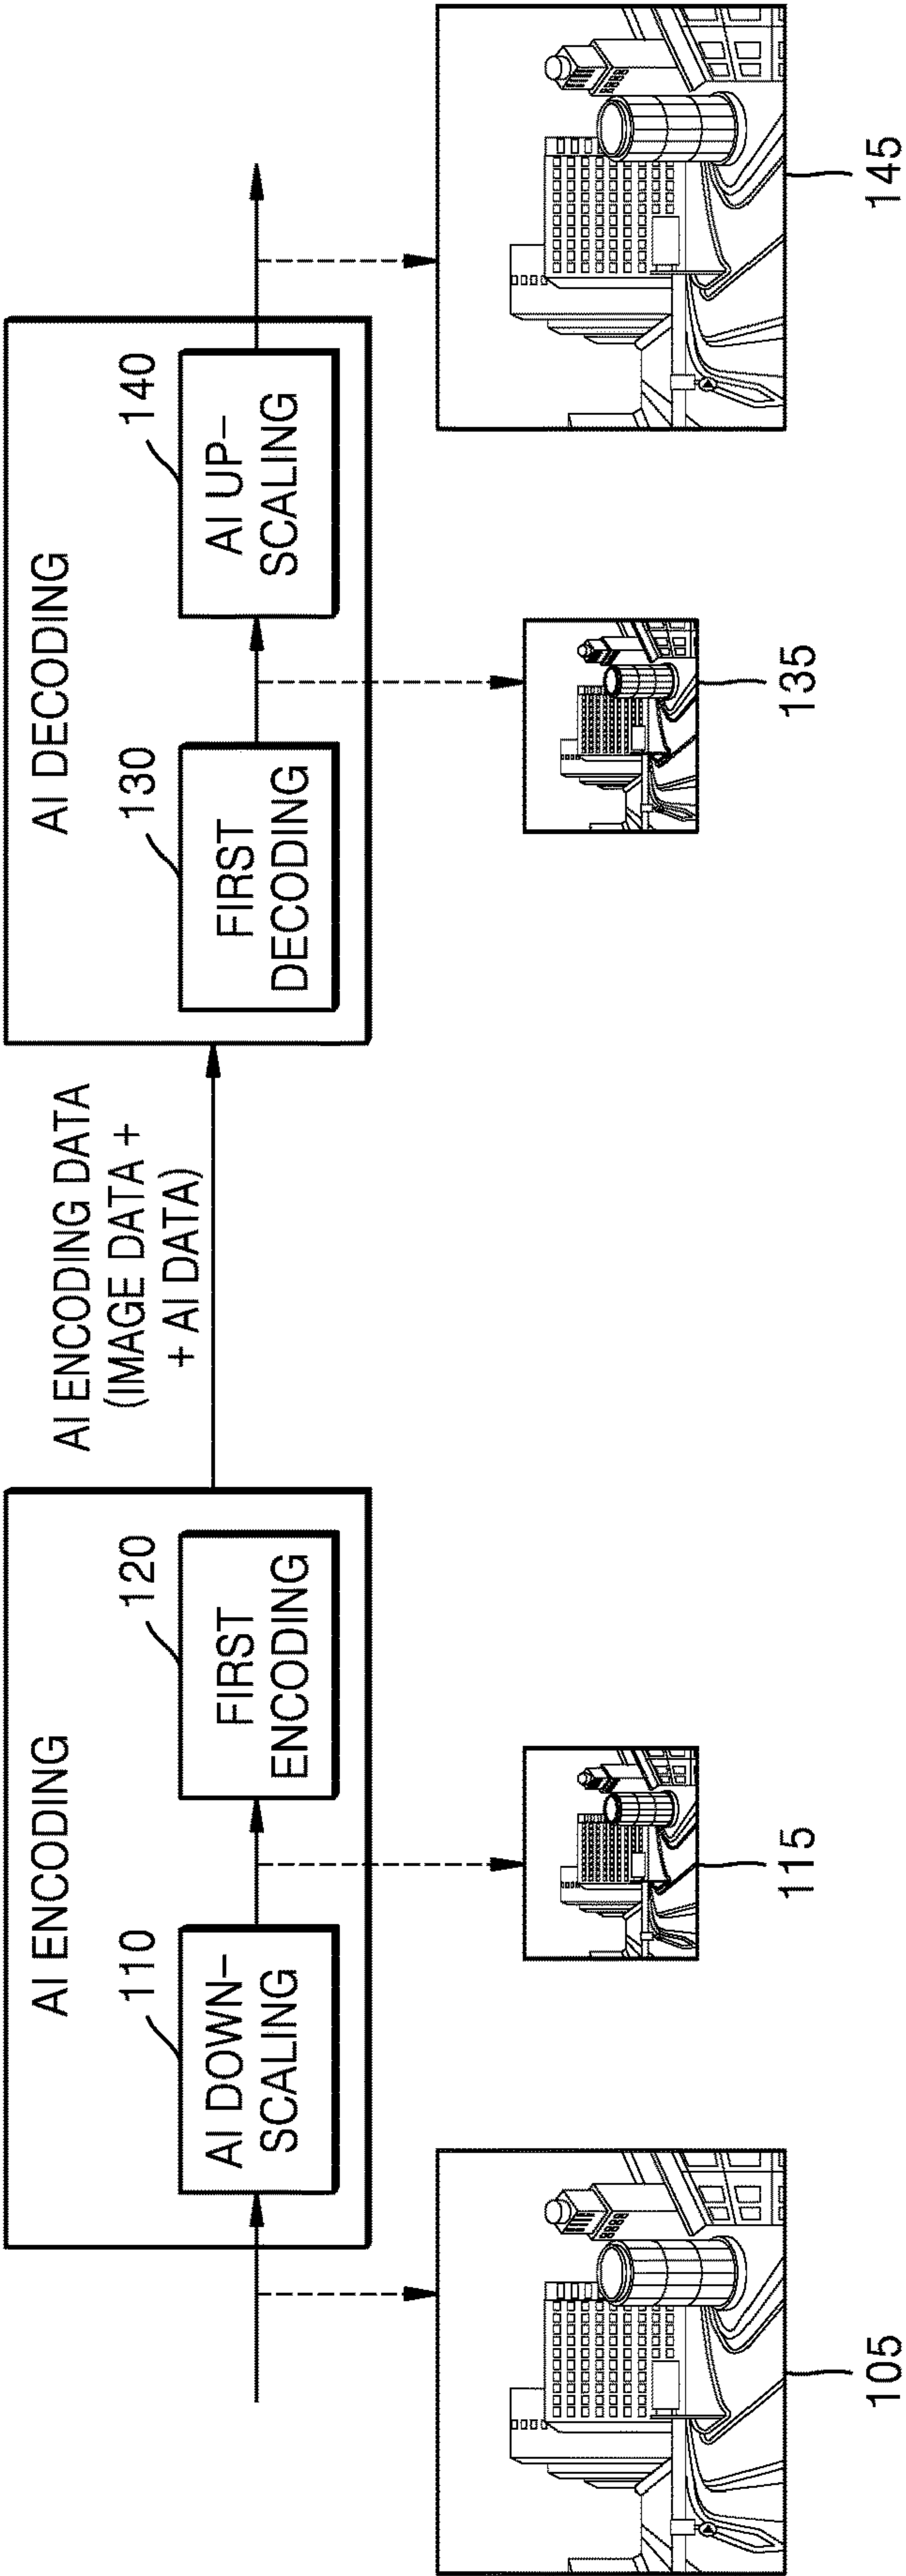 AI ENCODING
110
AI DOWN-
SCALING
120
FIRST
ENCODING
AI ENCODING DATA
(IMAGE DATA +
+ AI DATA)
AI DECODING
130
FIRST
DECODING
140
AI UP-
SCALING
105
115
135
145